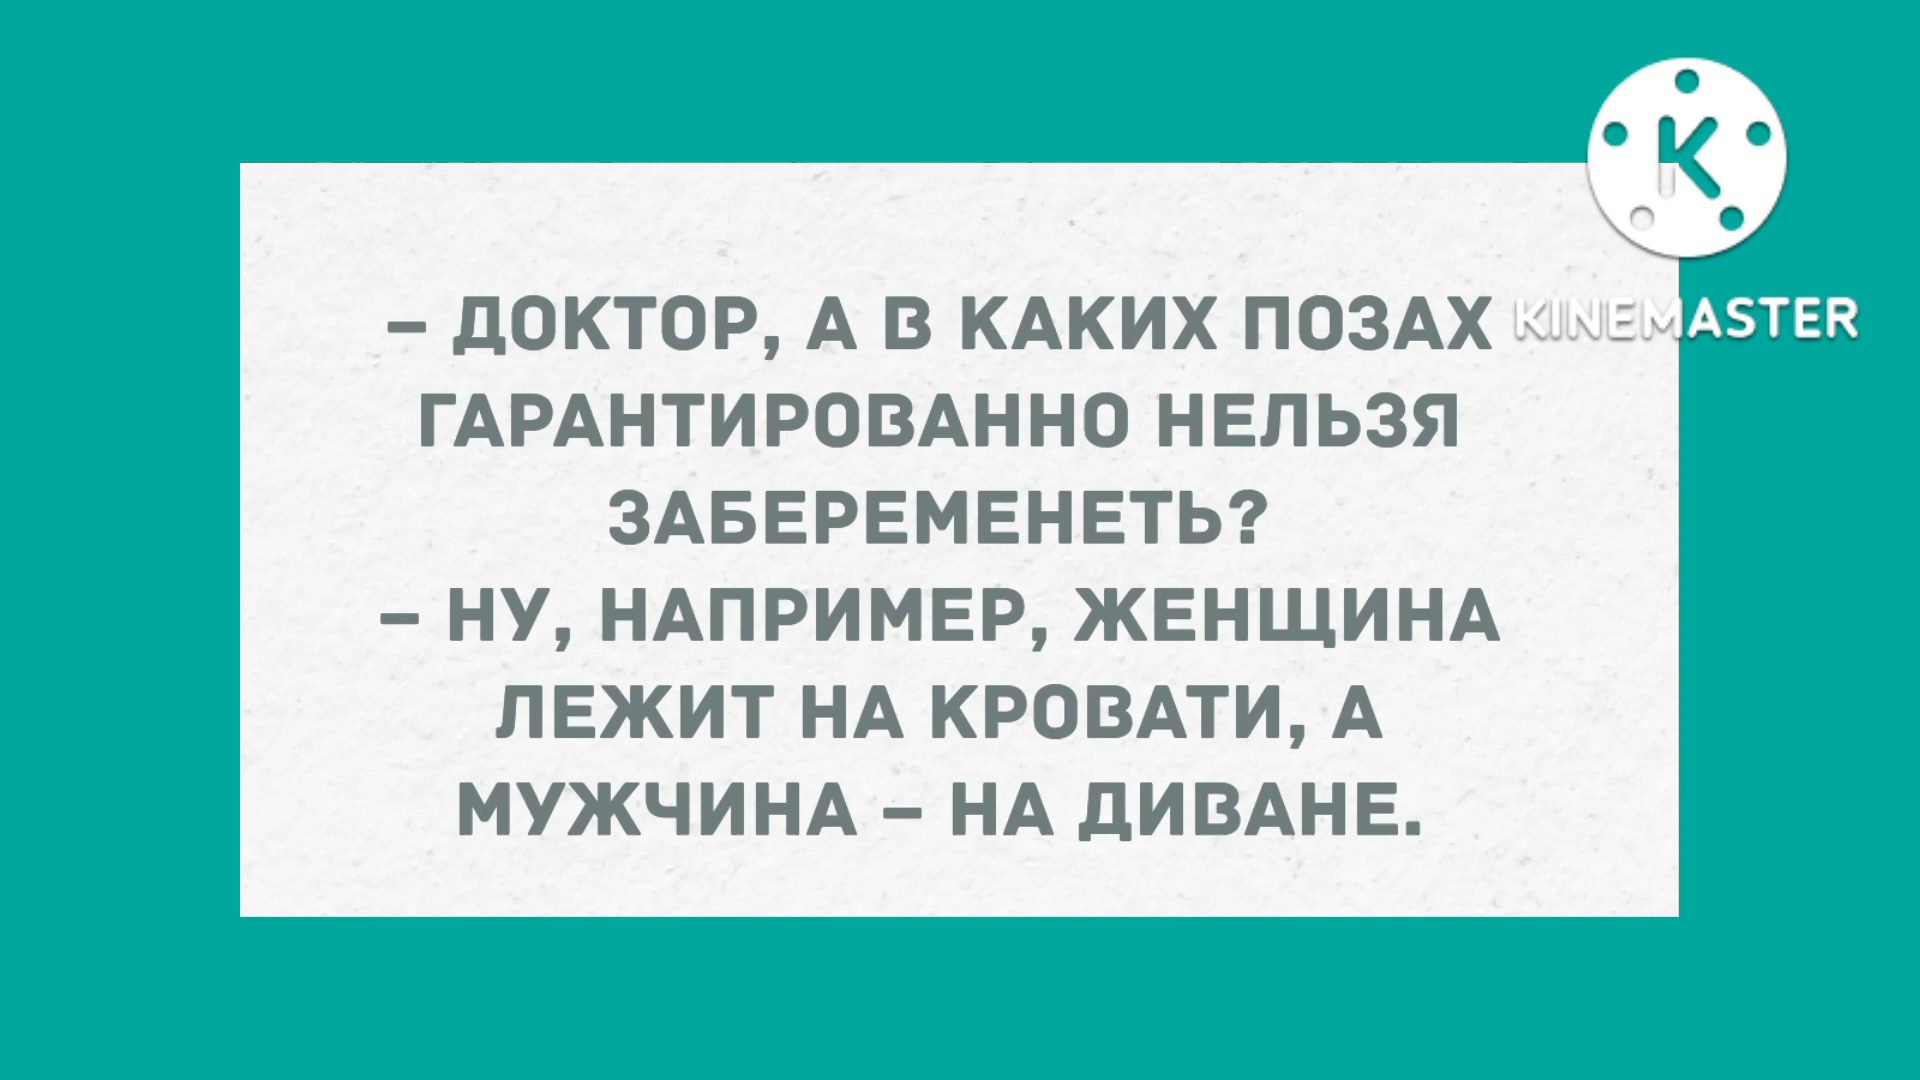 – ДОКТОР, А В КАКИХ ПОЗАХ
ГАРАНТИРОВАННО НЕЛЬЗЯ
ЗАБЕРЕМЕНЕТЬ?
– НУ, НАПРИМЕР, ЖЕНЩИНА
ЛЕЖИТ НА КРОВАТИ, А
МУЖЧИНА – НА ДИВАНЕ.
K
KINEMASTER